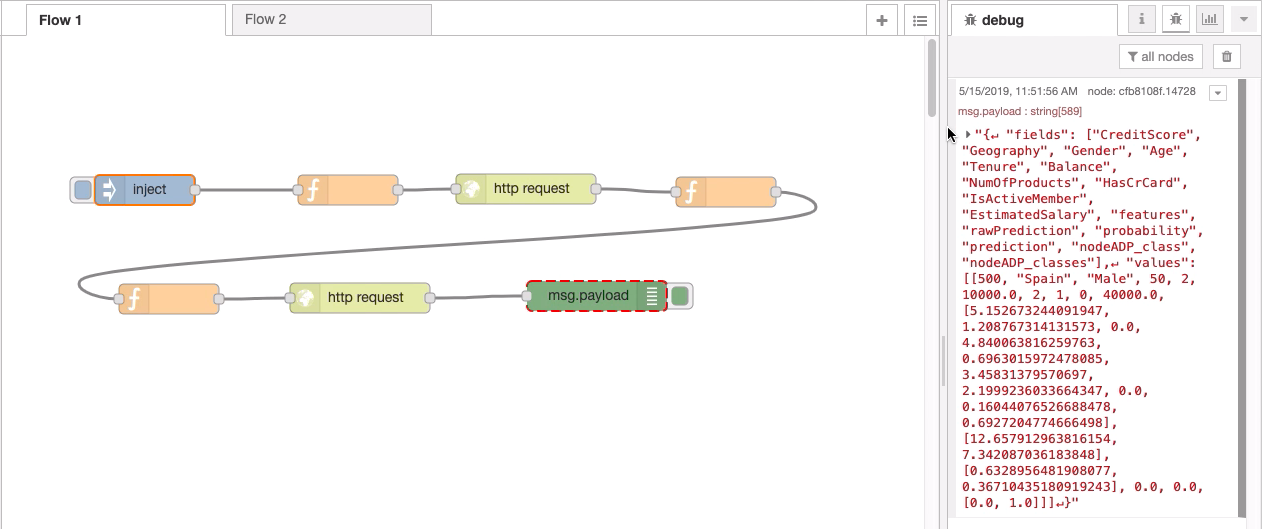 Flow 1
Flow 2
debug
all nodes
5/15/2019, 11:51:56 AM node: cfb8108f.14728
msg.payload : string[589]
"{↵ "fields": ["CreditScore",
"Geography", "Gender", "Age",
"Tenure", "Balance",
"NumOfProducts", "HasCrCard",
"IsActiveMember",
"EstimatedSalary", "features",
"rawPrediction", "probability",
"prediction", "nodeADP_class",
"nodeADP_classes"],↵ "values":
[[500, "Spain", "Male", 50, 2,
10000.0, 2, 1, 0, 40000.0,
[5.152673244091947,
1.208767314131573, 0.0,
4.840063816259763,
0.6963015972478085,
3.45831379570697,
2.1999236033664347, 0.0,
0.16044076526688478,
0.6927204774666498],
[12.657912963816154,
7.342087036183848],
[0.6328956481908077,
0.36710435180919243], 0.0, 0.0,
[0.0, 1.0]]]↵}"
inject
http request
http request
msg.payload